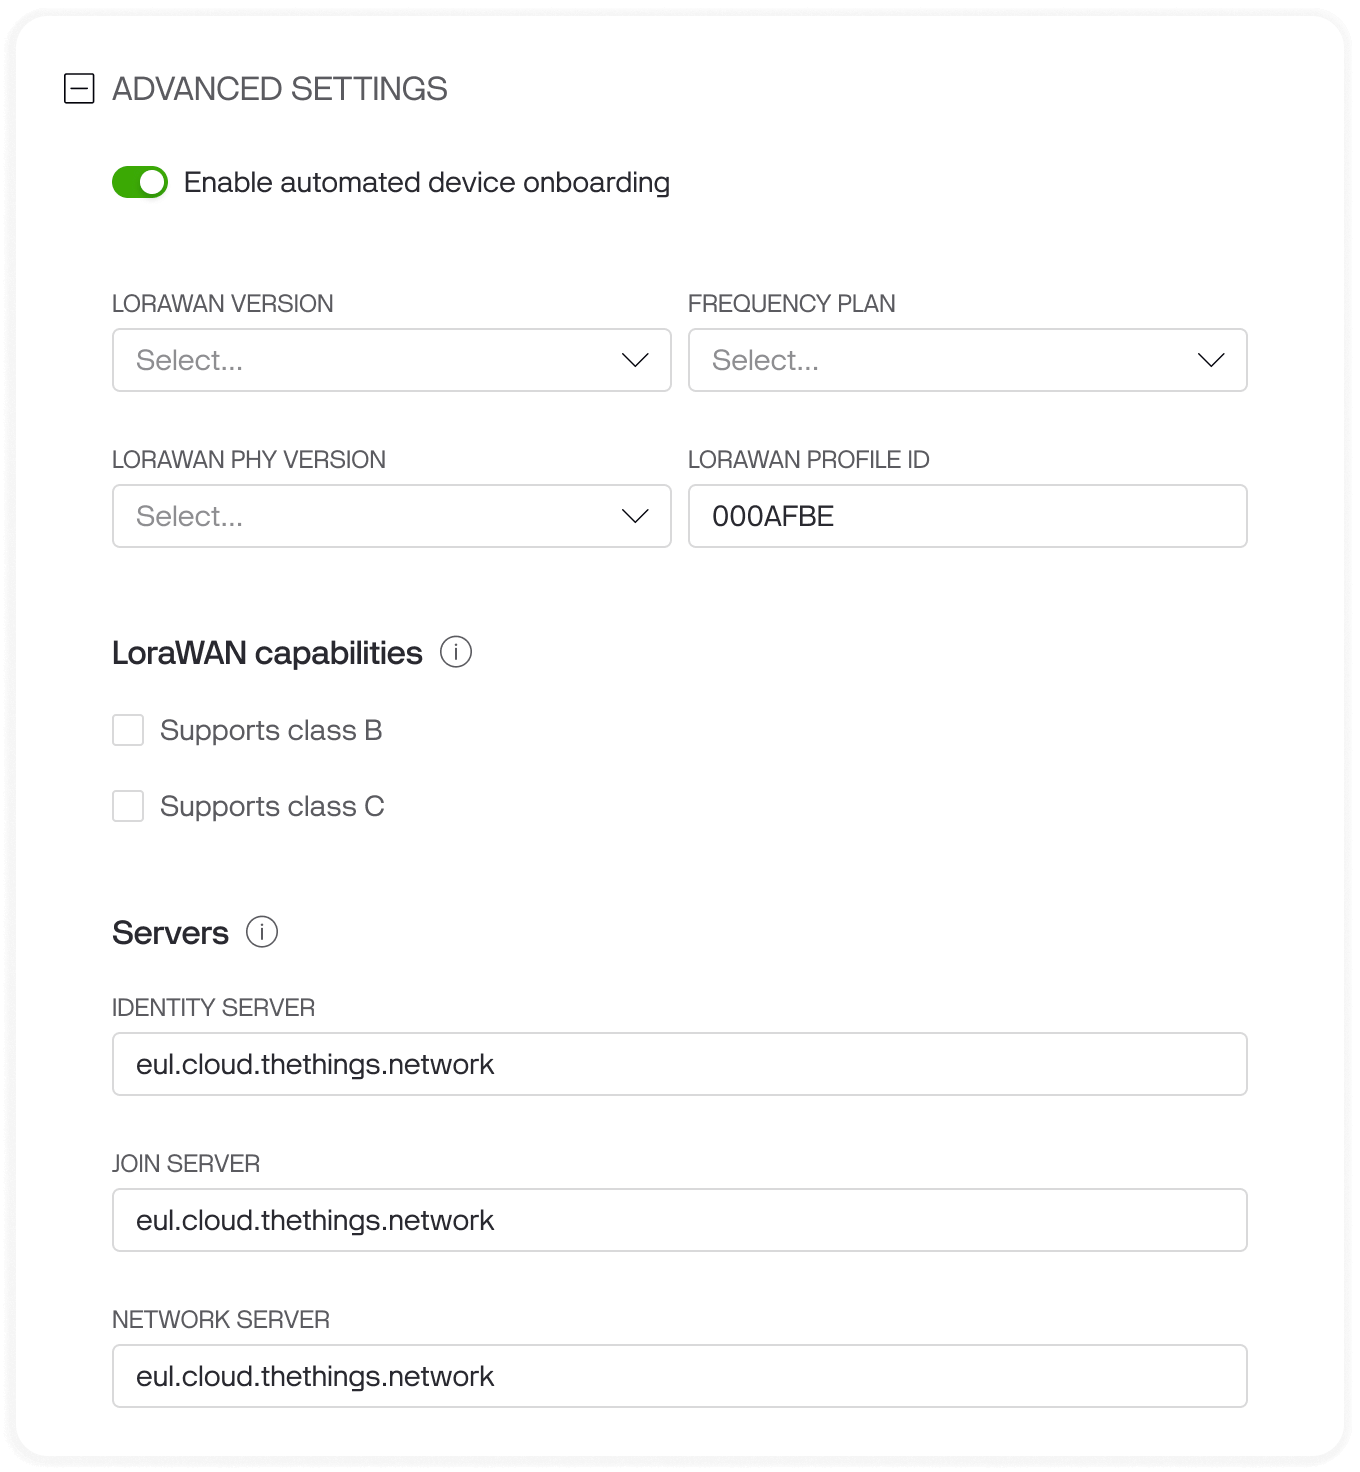 ADVANCED SETTINGS
Enable automated device onboarding
LORAWAN VERSION FREQUENCY PLAN
Select... Select...
LORAWAN PHY VERSION LORAWAN PROFILE ID
Select... 000AFBE
LoraWAN capabilities
Supports class B
Supports class C
Servers
IDENTITY SERVER
eul.cloud.thethings.network
JOIN SERVER
eul.cloud.thethings.network
NETWORK SERVER
eul.cloud.thethings.network